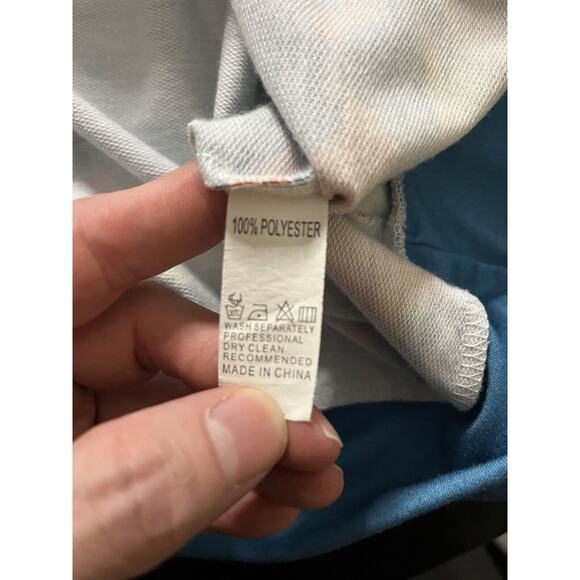 100% POLYESTER
WASH SEPARATELY
PROFESSIONAL
DRY CLEAN
RECOMMENDED
MADE IN CHINA